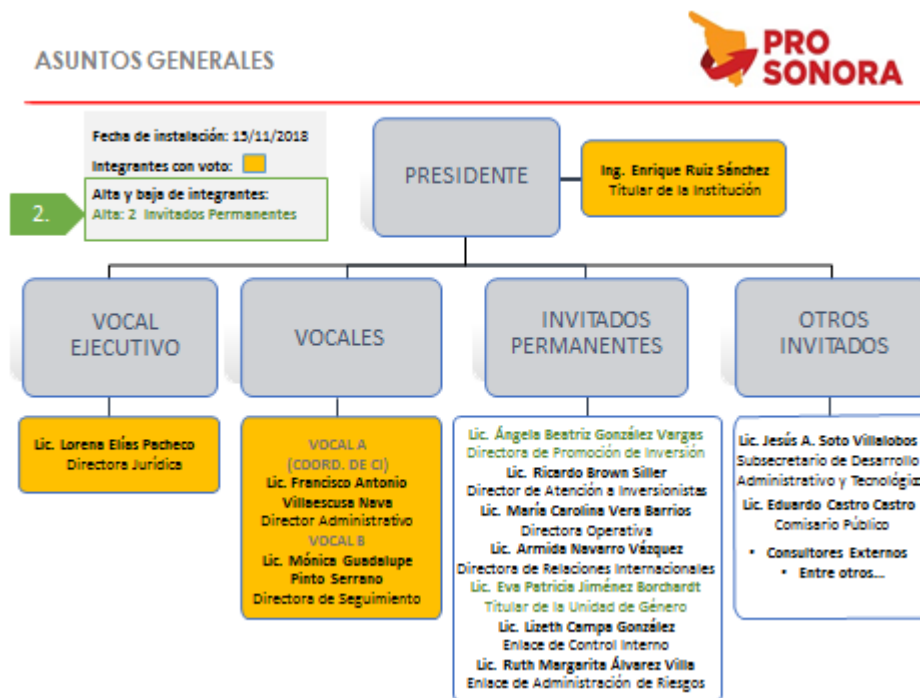 ASUNTOS GENERALES
PRO
SONORA
Fecha de instalación: 15/11/2018
Integrantes con voto:
2.
Alta y baja de integrantes:
Alta: 2 Invitados Permanentes
PRESIDENTE
Ing. Enrique Ruiz Sánchez
Titular de la Institución
VOCAL
EJECUTIVO
VOCALES
INVITADOS
PERMANENTES
OTROS
INVITADOS
Lic. Lorena Elías Pacheco
Directora Jurídica
VOCAL A
(COORD. DE CI)
Lic. Francisco Antonio
Villaescusa Nava
Director Administrativo
VOCAL B
Lic. Mónica Guadalupe
Pinto Serrano
Directora de Seguimiento
Lic. Ángela Beatriz González Vargas
Directora de Promoción de Inversión
Lic. Ricardo Brown Siller
Director de Atención a Inversionistas
Lic. María Carolina Vera Barrios
Directora Operativa
Lic. Armida Navarro Vázquez
Directora de Relaciones Internacionales
Lic. Eva Patricia Jiménez Borchardt
Titular de la Unidad de Género
Lic. Lizeth Campa González
Enlace de Control Interno
Lic. Ruth Margarita Álvarez Villa
Enlace de Administración de Riesgos
Lic. Jesús A. Soto Villalobos
Subsecretario de Desarrollo
Administrativo y Tecnológic
Lic. Eduardo Castro Castro
Comisario Público
• Consultores Externos
• Entre otros...